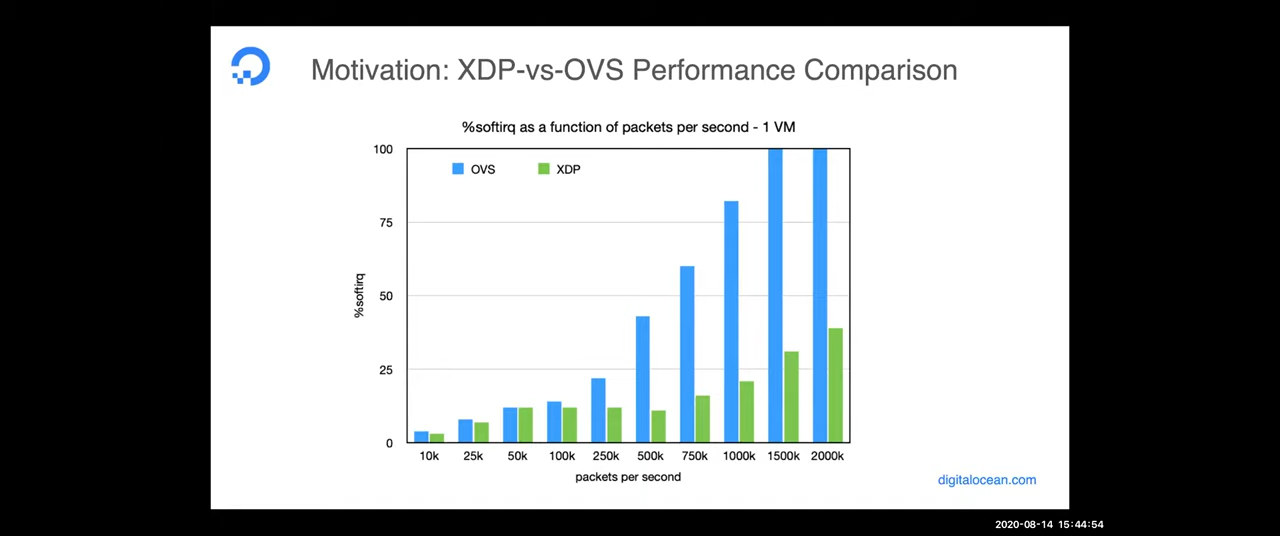 Motivation: XDP-vs-OVS Performance Comparison
%softirq as a function of packets per second - 1 VM
OVS
XDP
100
75
50
25
0
%softirq
10k 25k 50k 100k 250k 500k 750k 1000k 1500k 2000k
packets per second
digitalocean.com
2020-08-14 15:44:54